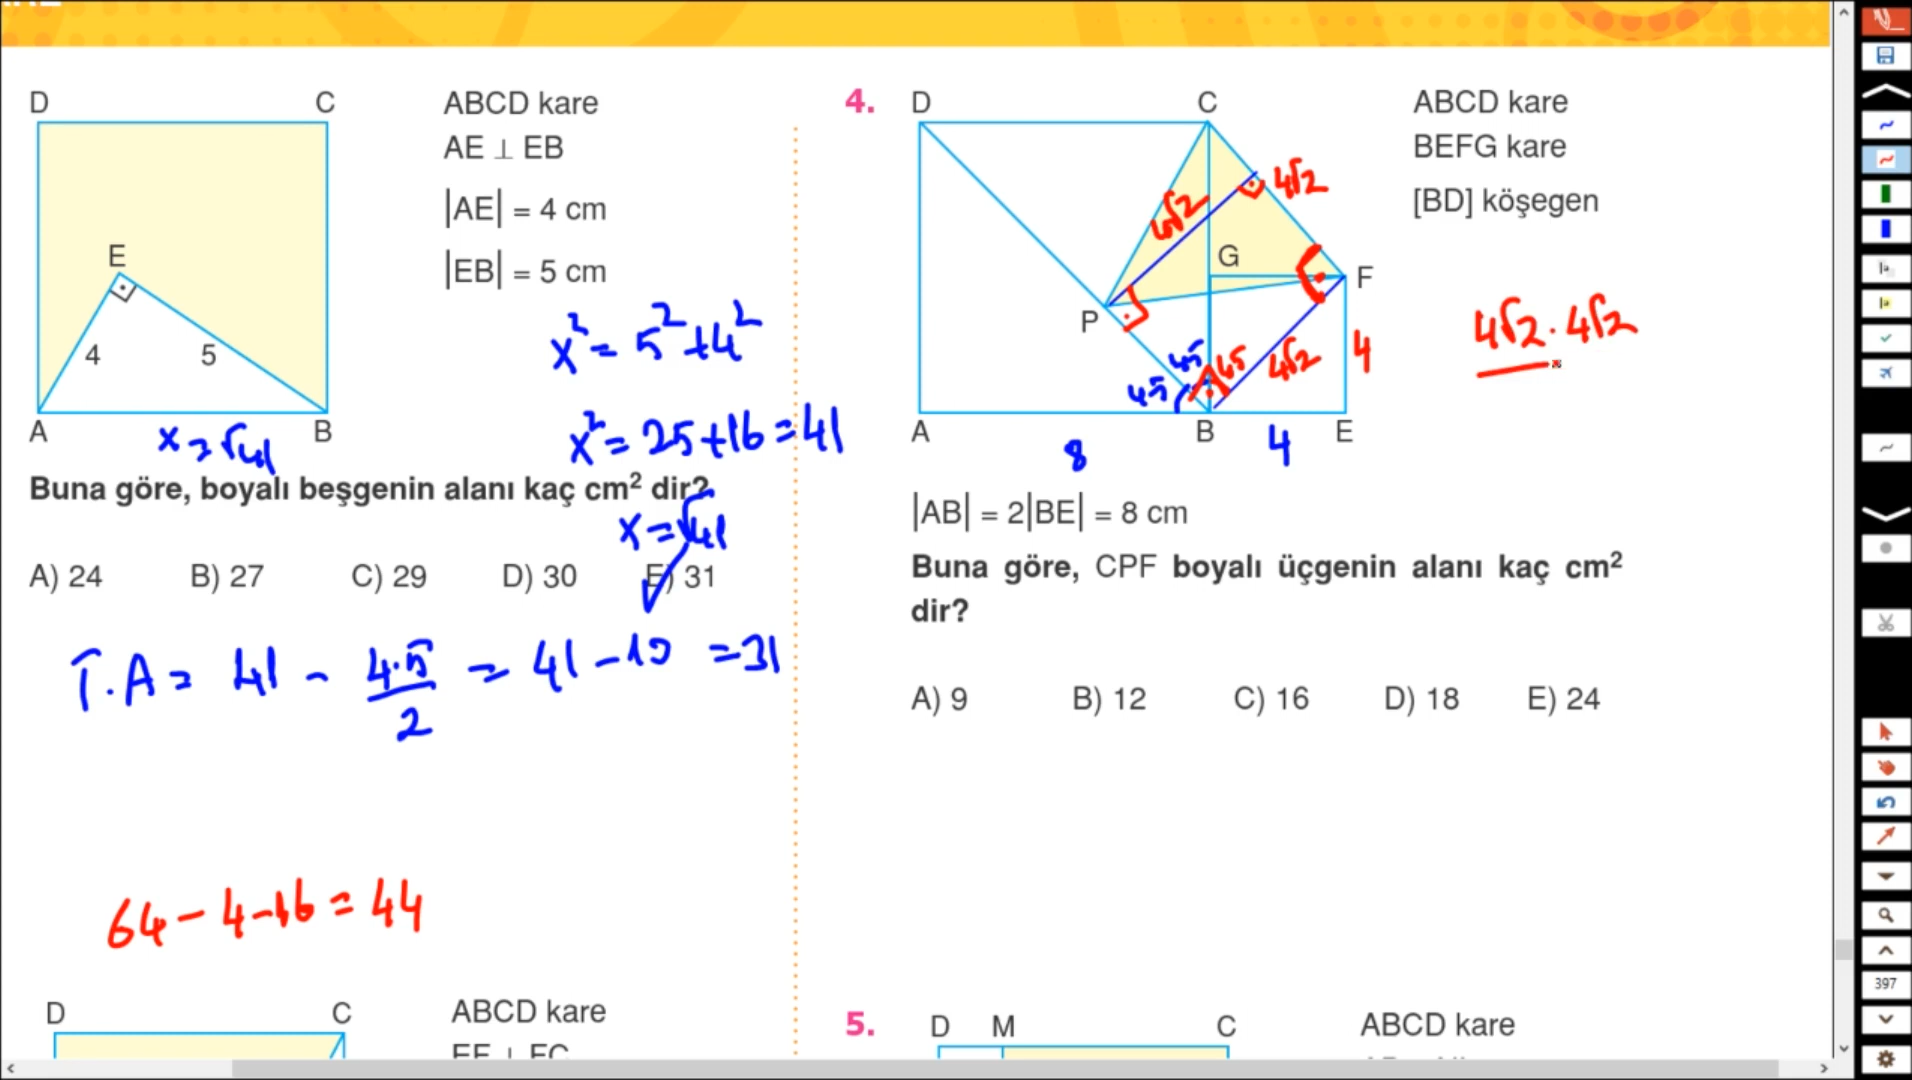 D C
ABCD kare
AE ⊥ EB
|AE| = 4 cm
|EB| = 5 cm
E
4 5
A B
x = √41
x² = 5² + 4²
x² = 25 + 16 = 41
x = √41
Buna göre, boyalı beşgenin alanı kaç cm² dir?
A) 24 B) 27 C) 29 D) 30 E) 31
T.A = 41 - 4.5/2 = 41 - 10 = 31
64 - 4 - 16 = 44
D C
ABCD kare
4.
D C
ABCD kare
BEFG kare
[BD] köşegen
4√2
4√2
G
F
P
45 45
45 4√2 4
A B E
8 4
4√2 . 4√2
|AB| = 2|BE| = 8 cm
Buna göre, CPF boyalı üçgenin alanı kaç cm²
dir?
A) 9 B) 12 C) 16 D) 18 E) 24
5.
D M C
ABCD kare
397